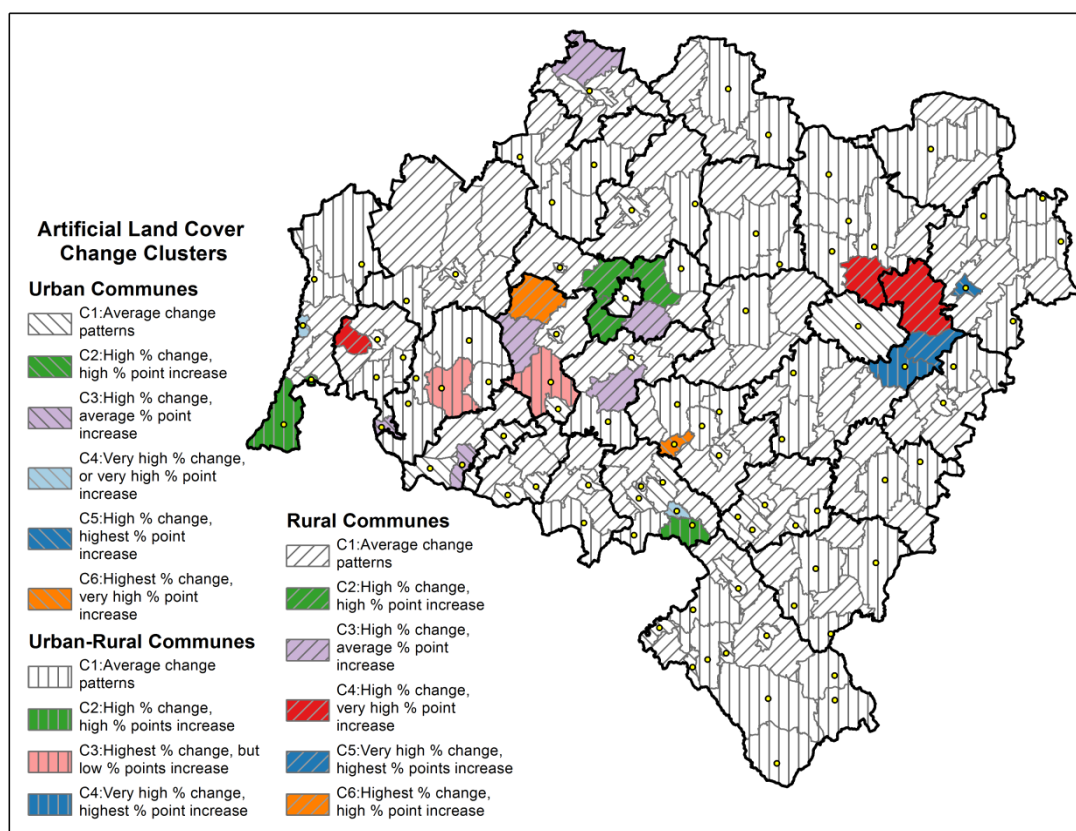 Artificial Land Cover
Change Clusters
Urban Communes
C1:Average change
patterns
C2:High % change,
high % point increase
C3:High % change,
average % point
increase
C4:Very high % change,
or very high % point
increase
C5:High % change,
highest % point
increase
C6:Highest % change,
very high % point
increase
Urban-Rural Communes
C1:Average change
patterns
C2:High % change,
high % points increase
C3:Highest % change, but
low % points increase
C4:Very high % change,
highest % point increase
Rural Communes
C1:Average change
patterns
C2:High % change,
high % point increase
C3:High % change,
average % point
increase
C4:High % change,
very high % point
increase
C5:Very high % change,
highest % points increase
C6:Highest % change,
high % point increase